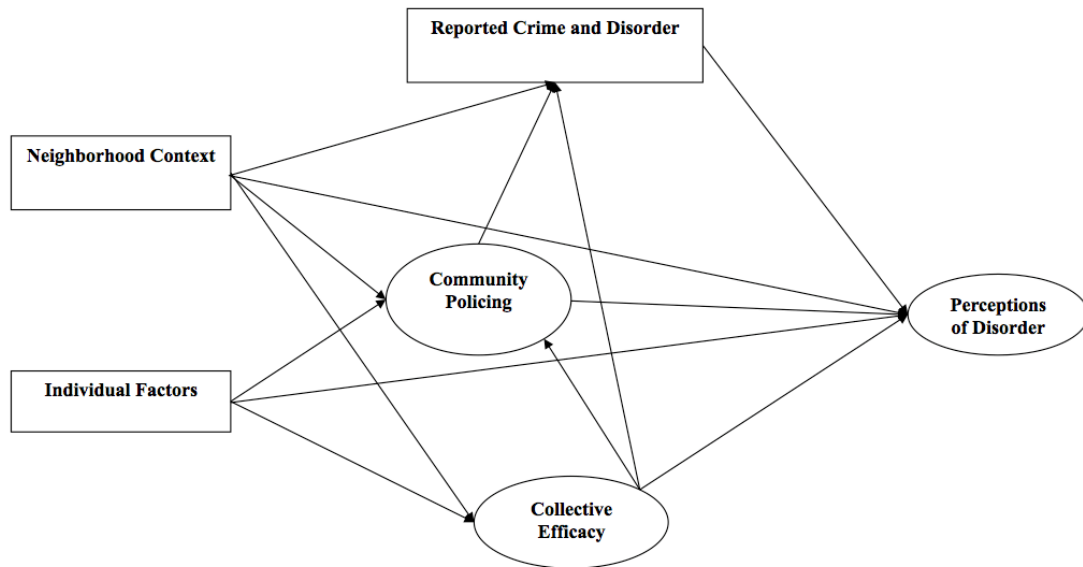 Reported Crime and Disorder
Neighborhood Context
Community
Policing
Perceptions
of Disorder
Individual Factors
Collective
Efficacy